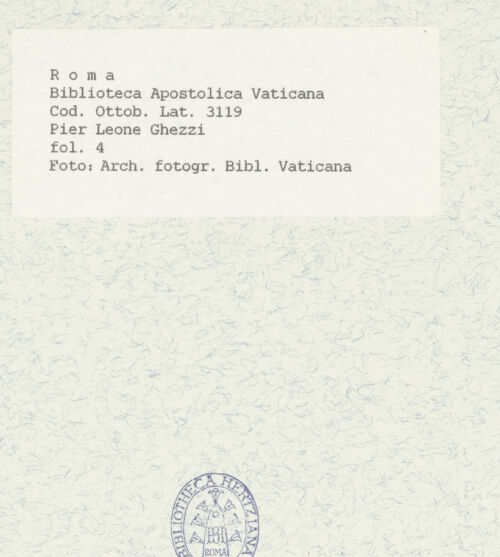 R o m a
Biblioteca Apostolica Vaticana
Cod. Ottob. Lat. 3119
Pier Leone Ghezzi
fol. 4
Foto: Arch. fotogr. Bibl. Vaticana
BIBLIOTHECA HERTZIANA
ROMA